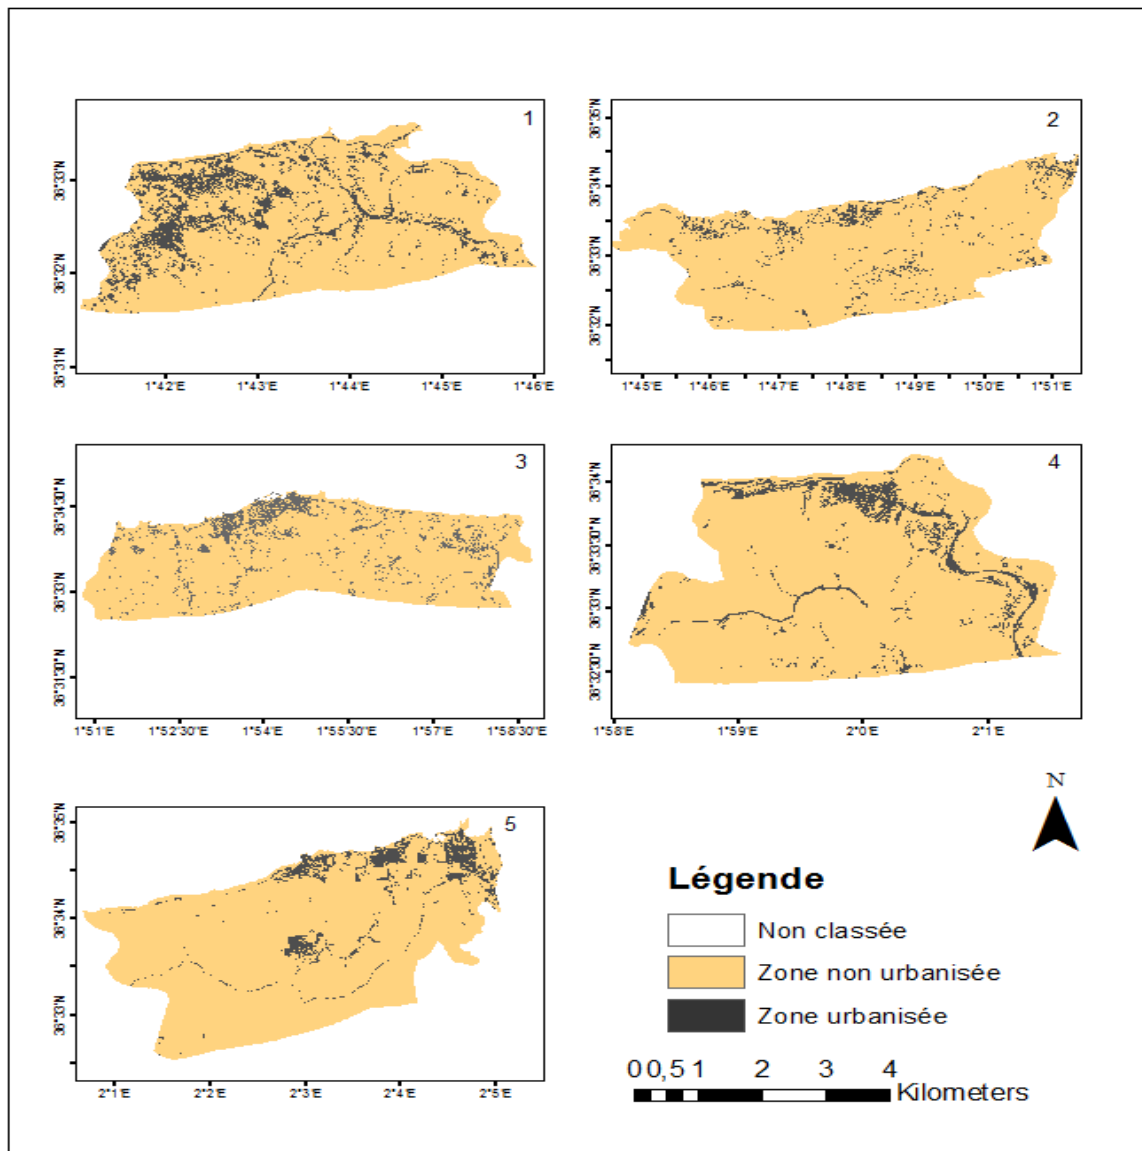 1
36°33'N
36°32'N
36°31'N
1°42'E 1°43'E 1°44'E 1°45'E 1°46'E
2
36°35'N
36°34'N
36°33'N
36°32'N
1°45'E 1°46'E 1°47'E 1°48'E 1°49'E 1°50'E 1°51'E
3
36°34'30"N
36°33'N
36°31'30"N
1°51'E 1°52'30"E 1°54'E 1°55'30"E 1°57'E 1°58'30"E
4
36°34'N
36°33'30"N
36°33'N
36°32'30"N
1°58'E 1°59'E 2°0'E 2°1'E
5
36°35'N
36°34'N
36°33'N
2°1'E 2°2'E 2°3'E 2°4'E 2°5'E
N
Légende
Non classée
Zone non urbanisée
Zone urbanisée
0 0,5 1 2 3 4
Kilometers